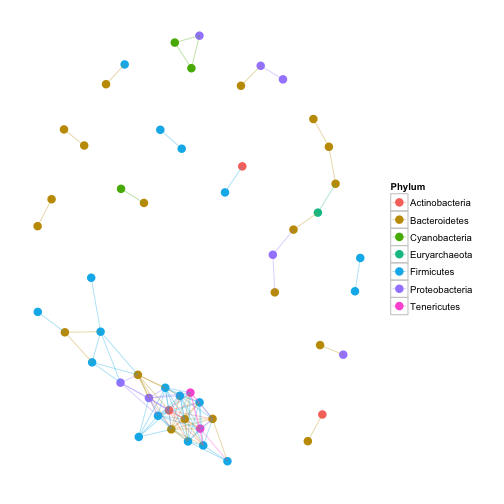 Phylum
Actinobacteria
Bacteroidetes
Cyanobacteria
Euryarchaeota
Firmicutes
Proteobacteria
Tenericutes